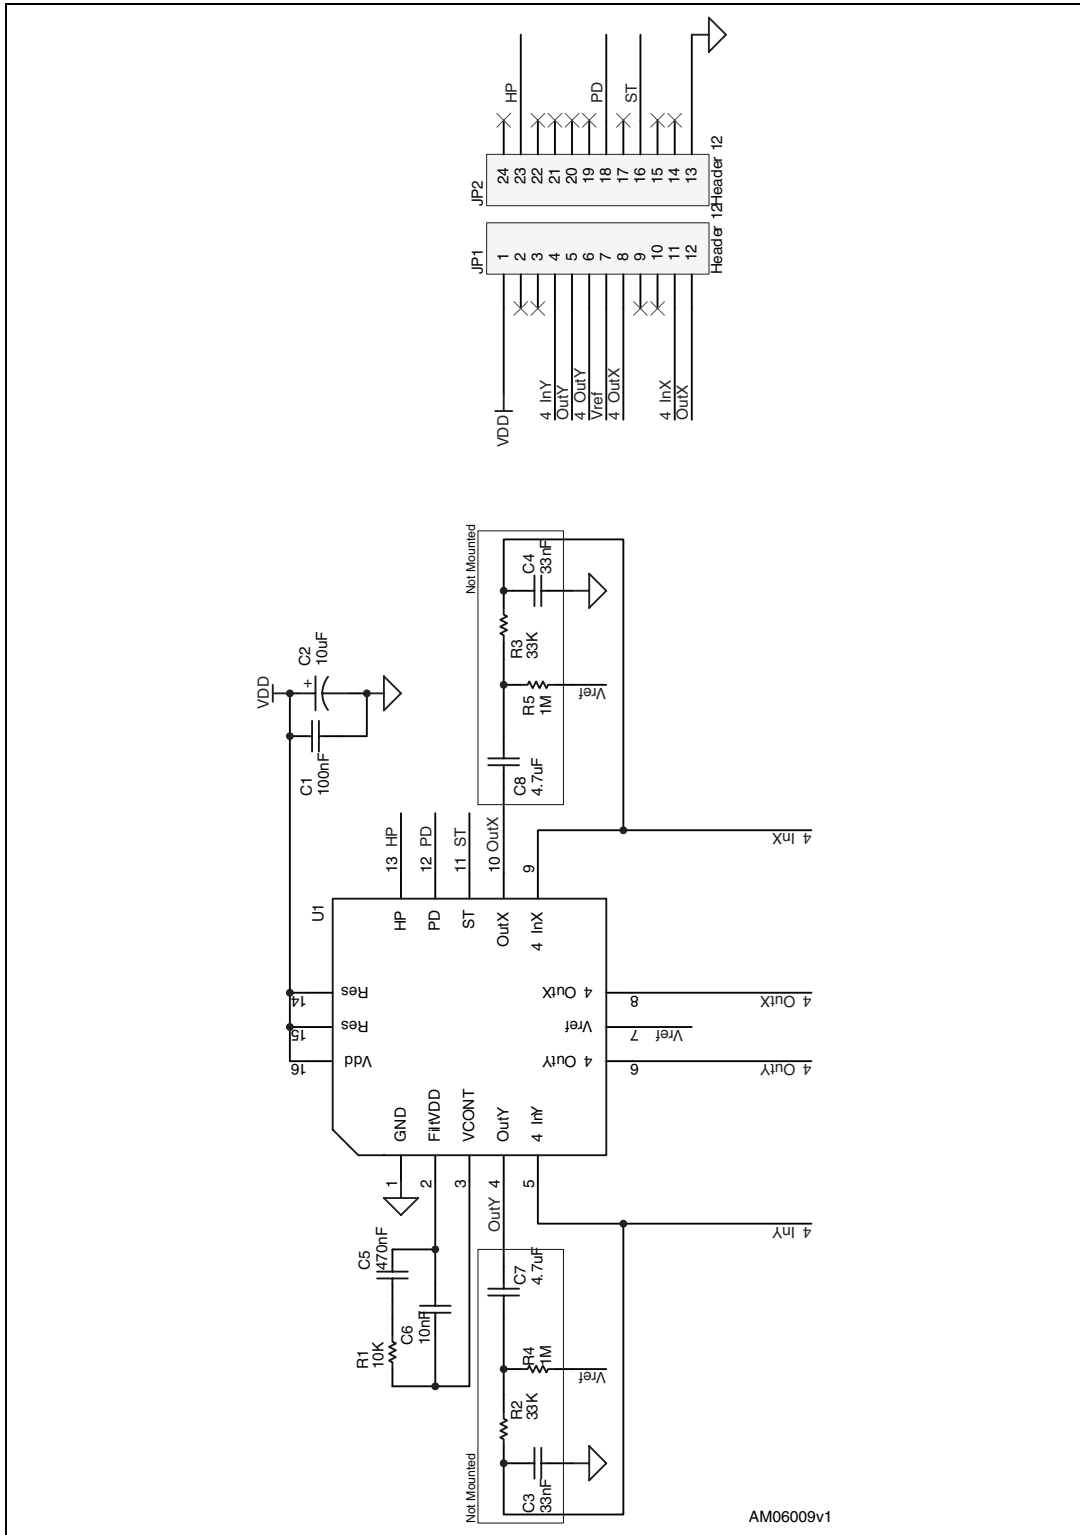 JP2
24
23
22
21
20
19
18
17
16
15
14
13
Header 12
HP
PD
ST
JP1
1
2
3
4
5
6
7
8
9
10
11
12
Header 12
VDD
4 InY
OutY
4 OutY
Vref
4 OutX
4 InX
OutX
Not Mounted
C4
33nF
R3
33K
R5
1M
Vref
C8
4.7uF
VDD
C2
10uF
+
C1
100nF
13 HP
12 PD
11 ST
10 OutX
9
4 InX
U1
HP
PD
ST
OutX
4 InX
14
Res
15
Res
16
Vdd
4 OutX
8
4 OutX
Vref
7
Vref
4 OutY
6
4 OutY
GND
FiltVDD
VCONT
OutY
4 InY
1
2
3
4
OutY
5
4 InY
C5
470nF
R1
10K
C6
10nF
C7
4.7uF
R4
1M
Vref
R2
33K
C3
33nF
Not Mounted
AM06009v1